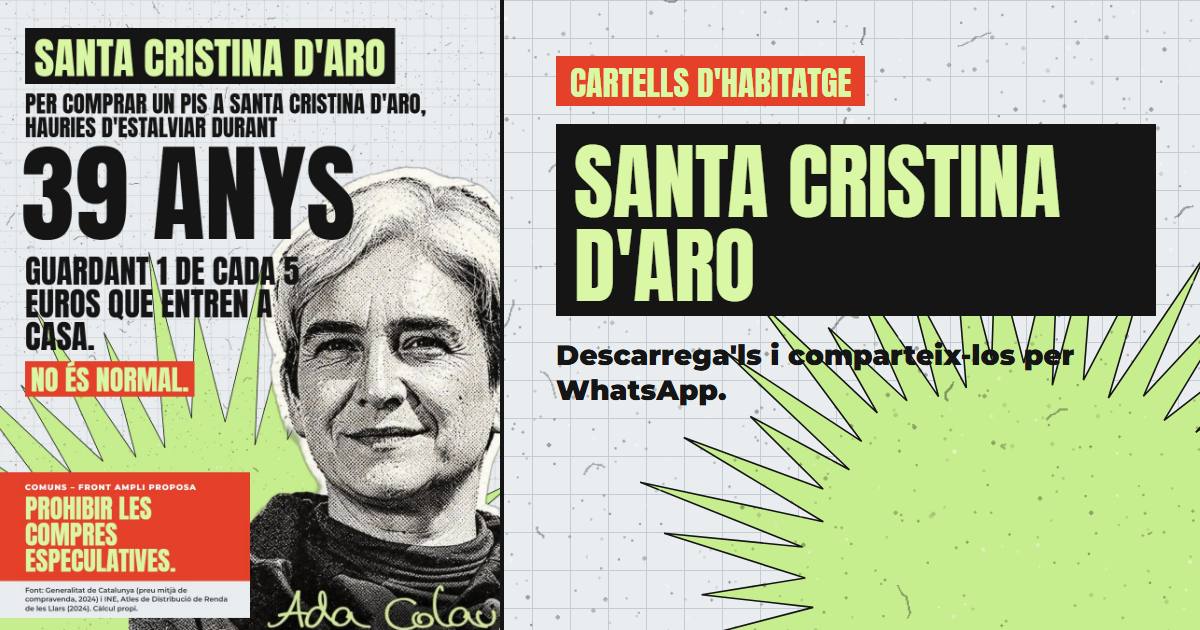 SANTA CRISTINA D'ARO
PER COMPRAR UN PIS A SANTA CRISTINA D'ARO,
HAURIES D'ESTALVIAR DURANT
39 ANYS
GUARDANT 1 DE CADA 5
EUROS QUE ENTREN A
CASA.
NO ÉS NORMAL.
COMUNS – FRONT AMPLI PROPOSA
PROHIBIR LES
COMPRES
ESPECULATIVES.
Font: Generalitat de Catalunya (preu mitjà de
compravenda, 2024) i INE, Atles de Distribució de Renda
de les Llars (2024). Càlcul propi.
Ada Colau
CARTELLS D'HABITATGE
SANTA CRISTINA
D'ARO
Descarrega'ls i comparteix-los per
WhatsApp.